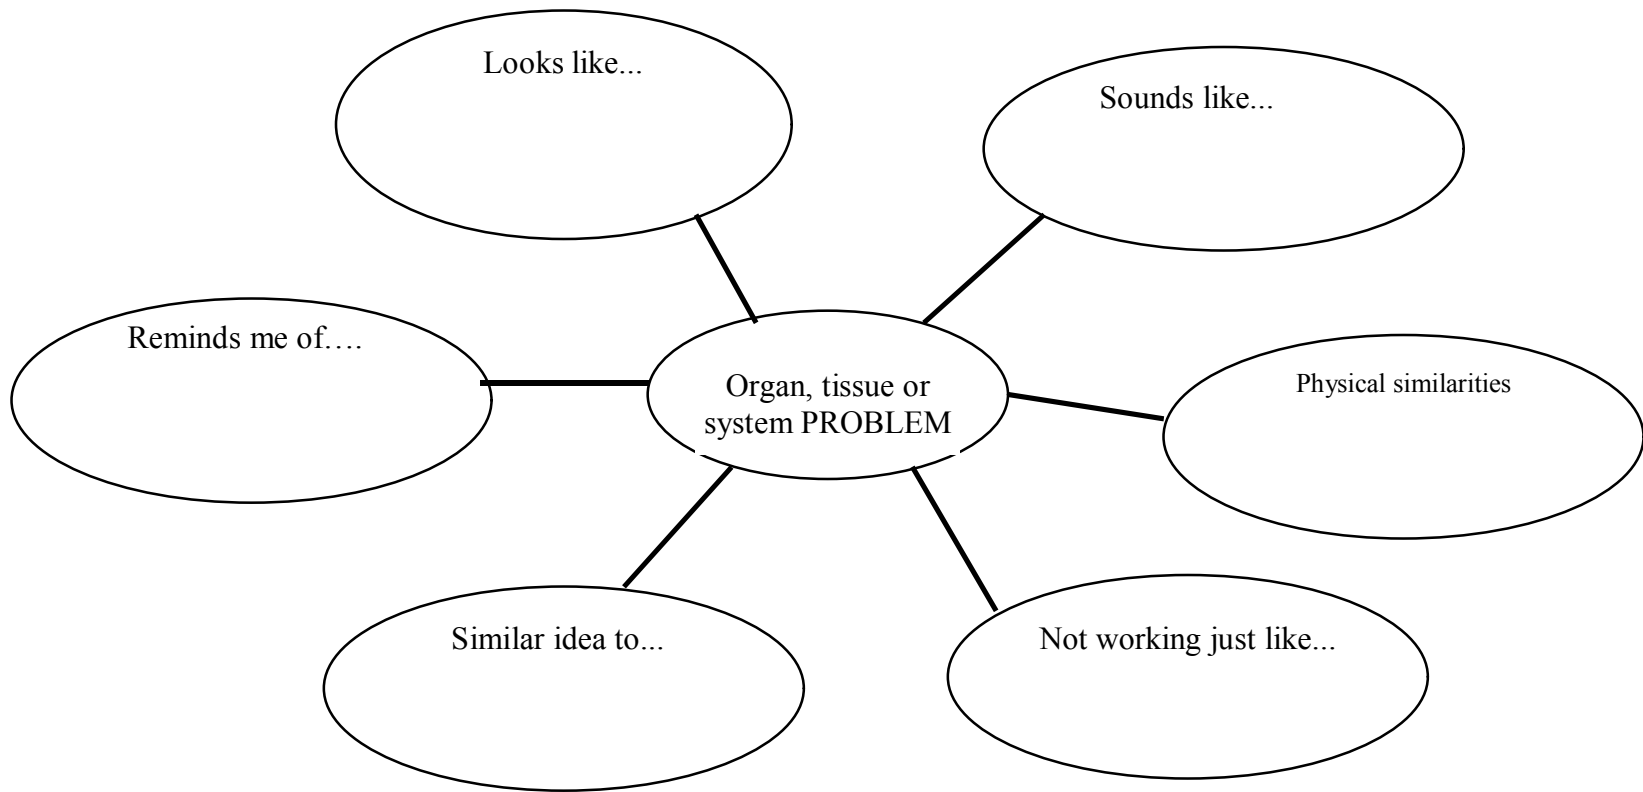 Looks like...
Sounds like...
Reminds me of….
Organ, tissue or
system PROBLEM
Physical similarities
Similar idea to...
Not working just like...